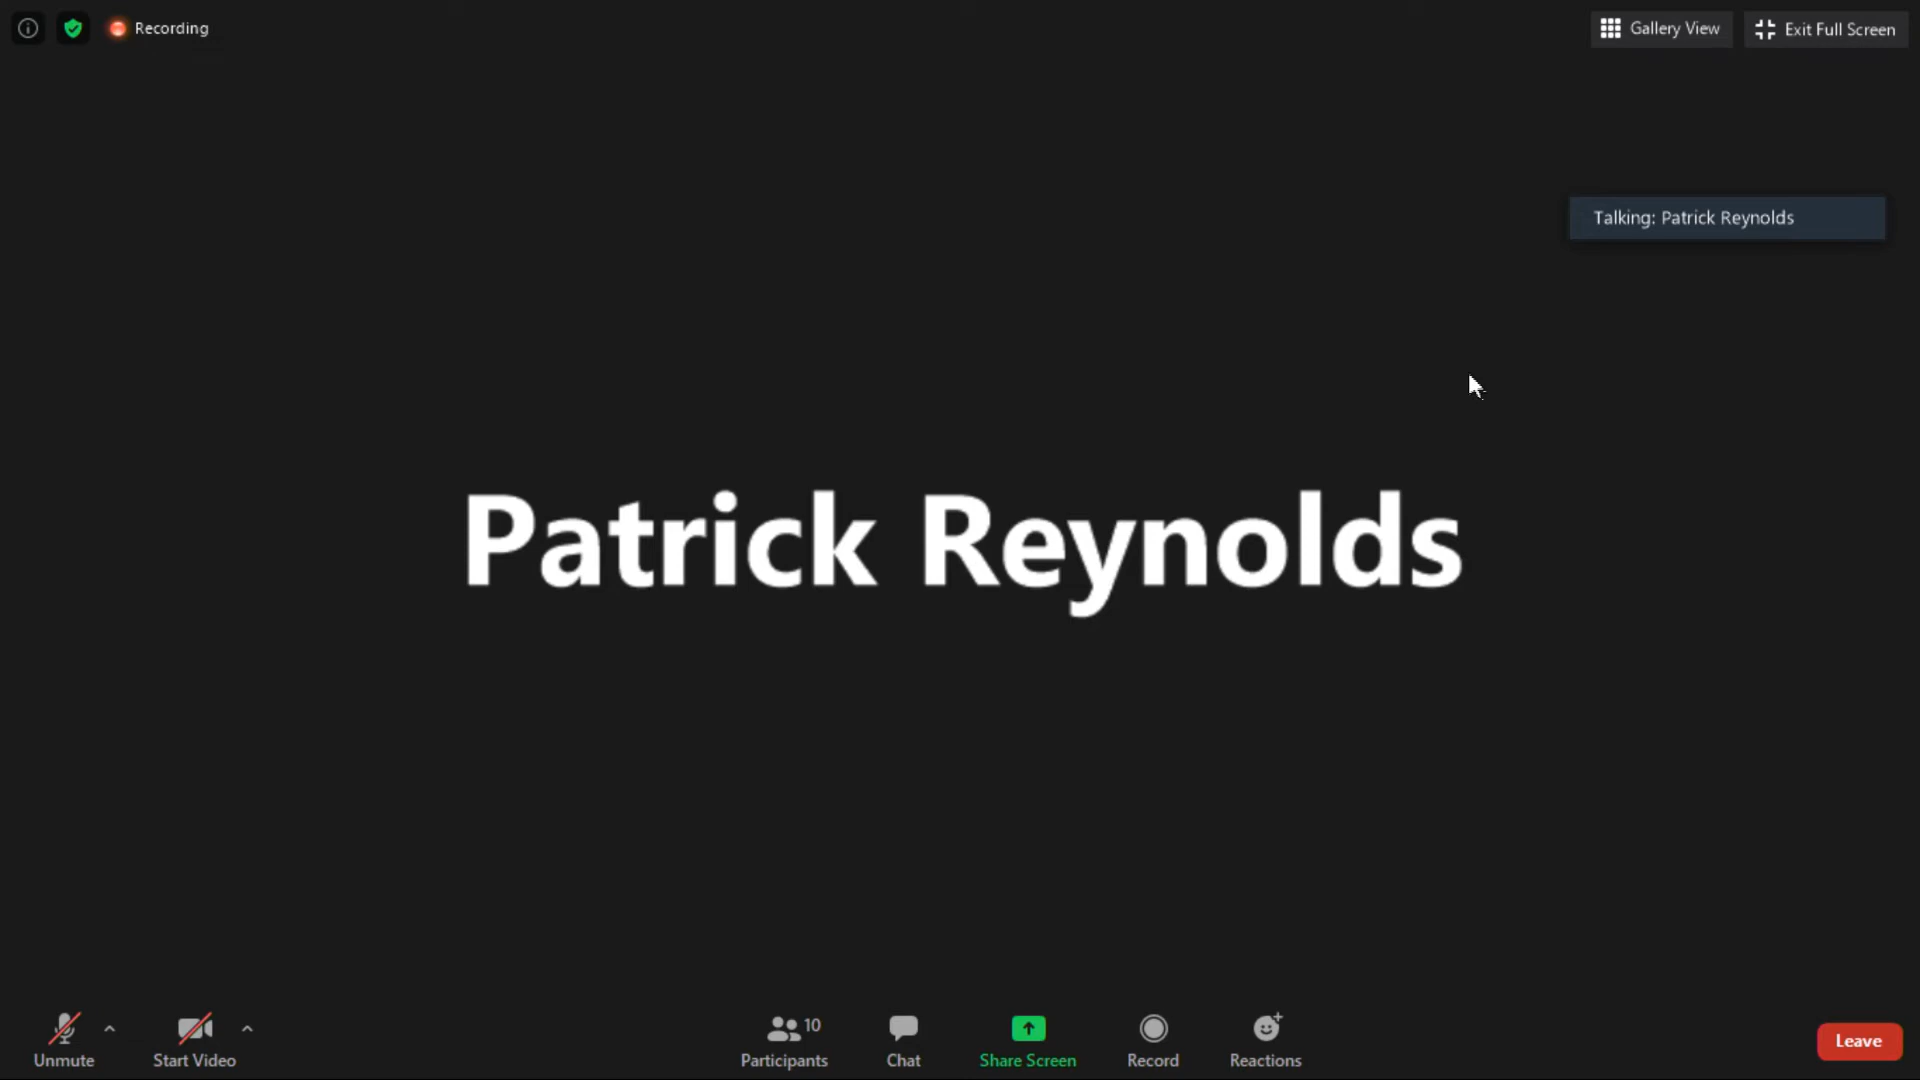 Recording
Gallery View
Exit Full Screen
Talking: Patrick Reynolds
Patrick Reynolds
Unmute
Start Video
10
Participants
Chat
Share Screen
Record
Reactions
Leave